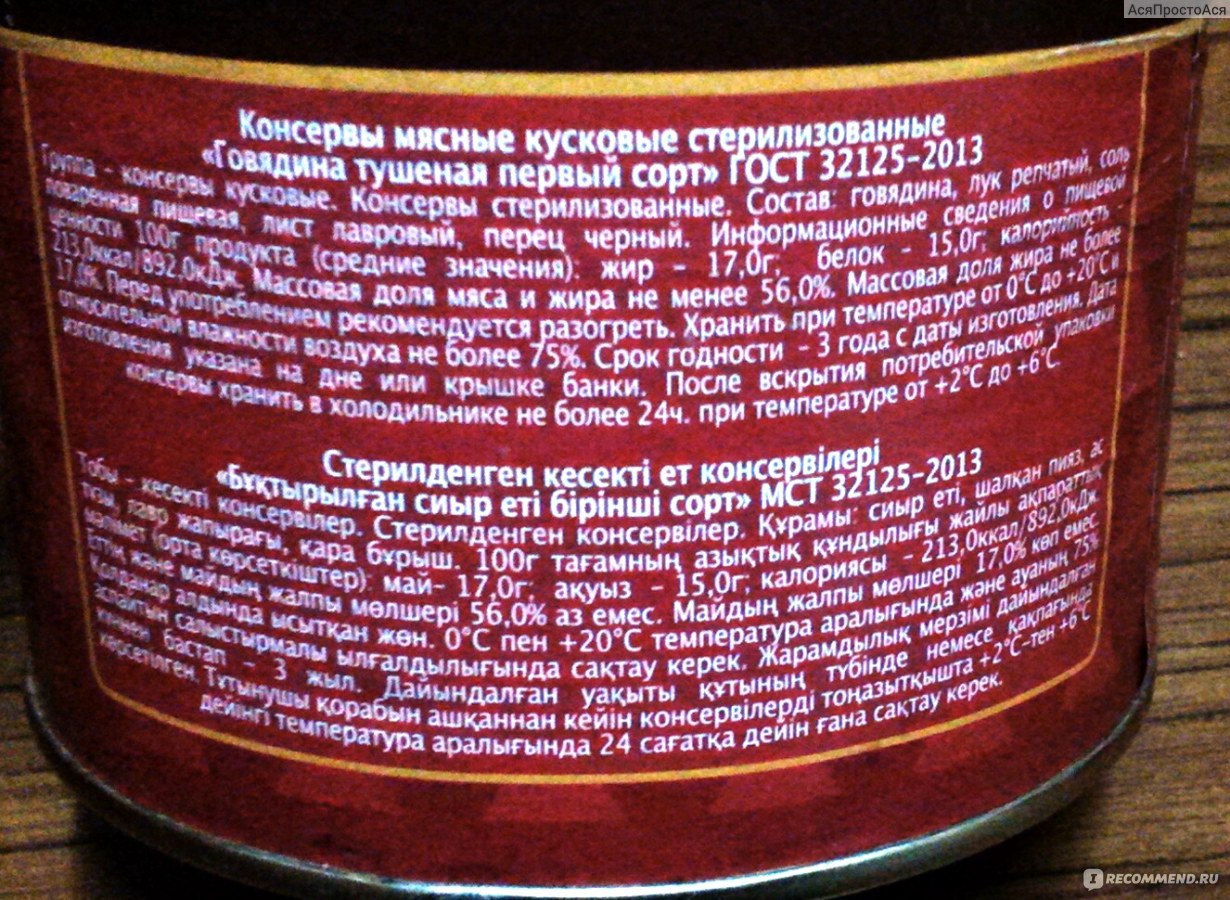 АсяПростоАся
Консервы мясные кусковые стерилизованные
«Говядина тушеная первый сорт» ГОСТ 32125-2013
Группа - консервы кусковые. Консервы стерилизованные. Состав: говядина, лук репчатый, соль
поваренная пищевая, лист лавровый, перец черный. Информационные сведения о пищевой
ценности 100г продукта (средние значения): жир - 17,0г; белок - 15,0г; калорийность -
213,0ккал/892,0кДж. Массовая доля мяса и жира не менее 56,0%. Массовая доля жира не более
17,0%. Перед употреблением рекомендуется разогреть. Хранить при температуре от 0°С до +20°С и
относительной влажности воздуха не более 75%. Срок годности - 3 года с даты изготовления. Дата
изготовления указана на дне или крышке банки. После вскрытия потребительской упаковки
консервы хранить в холодильнике не более 24ч. при температуре от +2°С до +6°С.
Стерилденген кесекті ет консервілері
«Бұқтырылған сиыр еті бірінші сорт» МСТ 32125-2013
Тобы - кесекті консервілер. Стерилденген консервілер. Құрамы: сиыр еті, шалқан пияз, ас
тұзы, лавр жапырағы, қара бұрыш. 100г тағамның азықтық құндылығы жайлы ақпараттық
мәлімет (орта көрсеткіштер): май- 17,0г; ақуыз - 15,0г; калориясы - 213,0ккал/892,0кДж.
Еттің және майдың жалпы мөлшері 56,0% аз емес. Майдың жалпы мөлшері 17,0% көп емес.
Қолданар алдында ысытқан жөн. 0°С пен +20°С температура аралығында және ауаның 75%
аспайтын салыстырмалы ылғалдылығында сақтау керек. Жарамдылық мерзімі дайындалған
күннен бастап - 3 жыл. Дайындалған уақыты құтының түбінде немесе қақпағында
көрсетілген. Тұтынушы қорабын ашқаннан кейін консервілерді тоңазытқышта +2°С-тен +6°С
дейінгі температура аралығында 24 сағатқа дейін ғана сақтау керек.
IRECOMMEND.RU